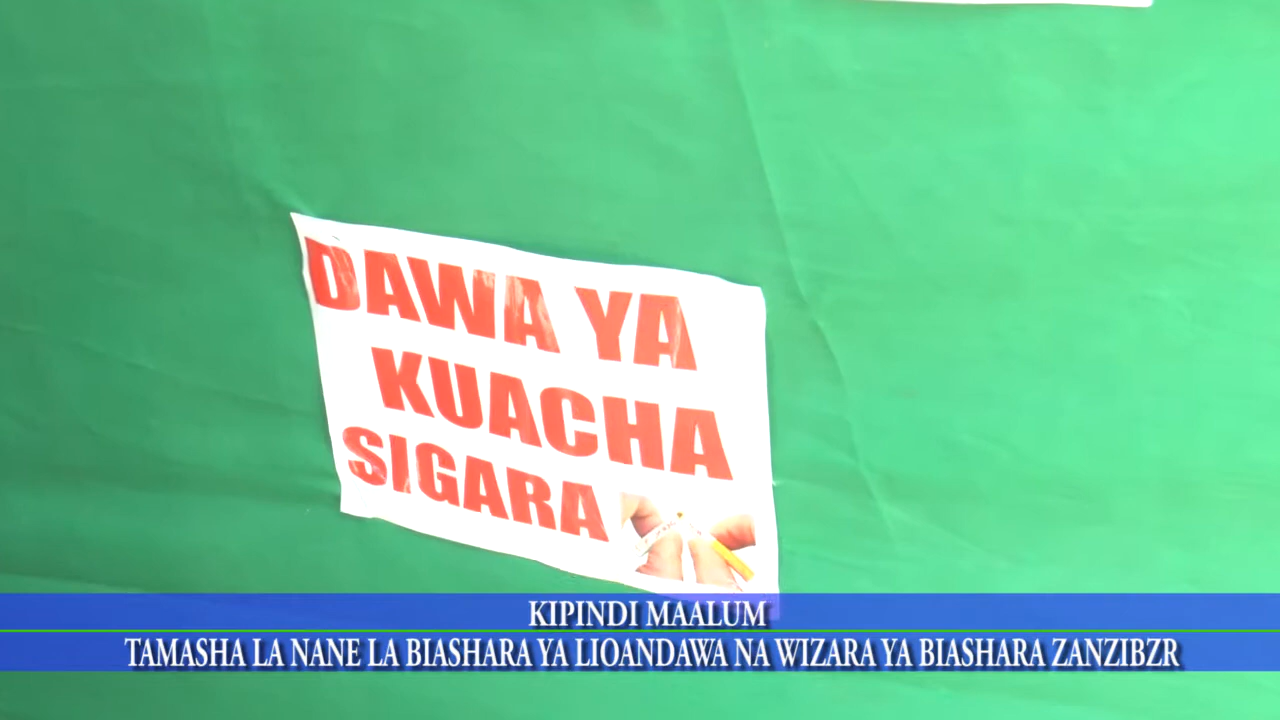 DAWA YA
KUACHA
SIGARA
KIPINDI MAALUM
TAMASHA LA NANE LA BIASHARA YA LIOANDAWA NA WIZARA YA BIASHARA ZANZIBZR